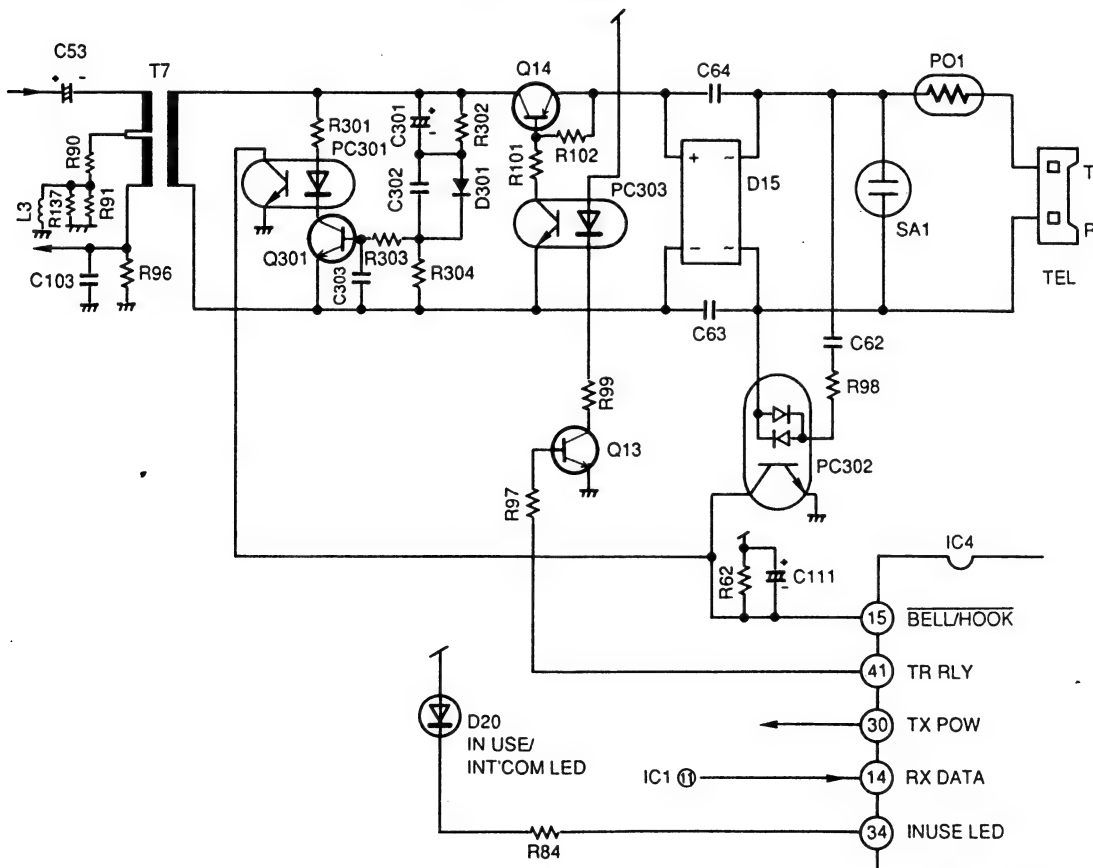 C53
T7
Q14
C64
PO1
R301
PC301
C301
R302
R102
R101
PC303
+ ~
D15
- ~
SA1
T
R
TEL
R90
L3
R137
R91
C103
R96
C302
D301
Q301
R303
C303
R304
C63
C62
R98
R99
Q13
PC302
R97
IC4
R62
C111
15 BELL/HOOK
41 TR RLY
30 TX POW
D20
IN USE/
INT'COM LED
IC1 ⑪
14 RX DATA
34 INUSE LED
R84